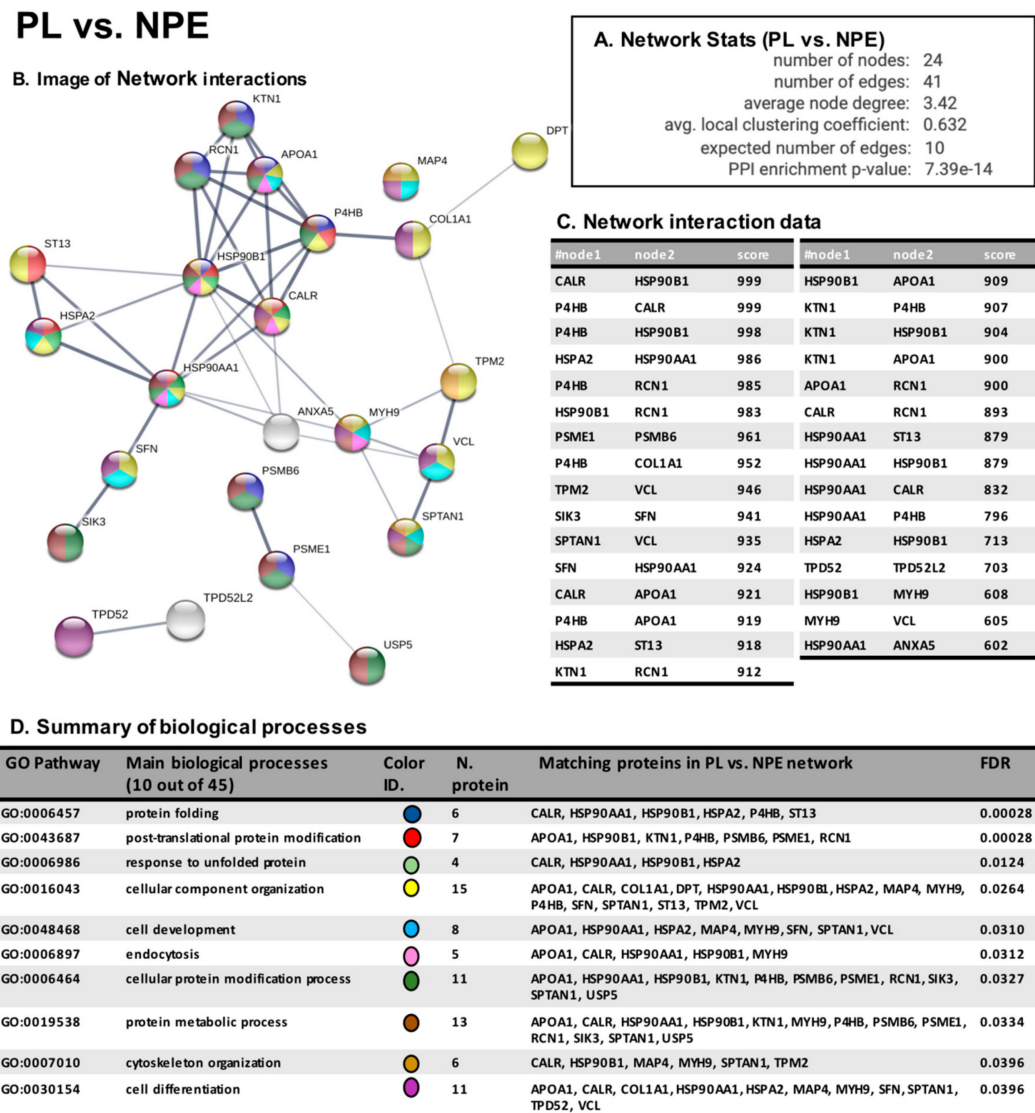 PL vs. NPE
A. Network Stats (PL vs. NPE)
number of nodes: 24
number of edges: 41
average node degree: 3.42
avg. local clustering coefficient: 0.632
expected number of edges: 10
PPI enrichment p-value: 7.39e-14
B. Image of Network interactions
KTN1
RCN1
APOA1
MAP4
DPT
P4HB
COL1A1
ST13
HSP90B1
CALR
HSPA2
HSP90AA1
TPM2
ANXA5
MYH9
VCL
SFN
PSMB6
SPTAN1
SIK3
PSME1
TPD52
TPD52L2
USP5
C. Network interaction data
#node1 node2 score #node1 node2 score
CALR HSP90B1 999 HSP90B1 APOA1 909
P4HB CALR 999 KTN1 P4HB 907
P4HB HSP90B1 998 KTN1 HSP90B1 904
HSPA2 HSP90AA1 986 KTN1 APOA1 900
P4HB RCN1 985 APOA1 RCN1 900
HSP90B1 RCN1 983 CALR RCN1 893
PSME1 PSMB6 961 HSP90AA1 ST13 879
P4HB COL1A1 952 HSP90AA1 HSP90B1 879
TPM2 VCL 946 HSP90AA1 CALR 832
SIK3 SFN 941 HSP90AA1 P4HB 796
SPTAN1 VCL 935 HSPA2 HSP90B1 713
SFN HSP90AA1 924 TPD52 TPD52L2 703
CALR APOA1 921 HSP90B1 MYH9 608
P4HB APOA1 919 MYH9 VCL 605
HSPA2 ST13 918 HSP90AA1 ANXA5 602
KTN1 RCN1 912
D. Summary of biological processes
GO Pathway Main biological processes Color N. Matching proteins in PL vs. NPE network FDR
(10 out of 45) ID. protein
GO:0006457 protein folding 6 CALR, HSP90AA1, HSP90B1, HSPA2, P4HB, ST13 0.00028
GO:0043687 post-translational protein modification 7 APOA1, HSP90B1, KTN1, P4HB, PSMB6, PSME1, RCN1 0.00028
GO:0006986 response to unfolded protein 4 CALR, HSP90AA1, HSP90B1, HSPA2 0.0124
GO:0016043 cellular component organization 15 APOA1, CALR, COL1A1, DPT, HSP90AA1, HSP90B1, HSPA2, MAP4, MYH9, 0.0264
P4HB, SFN, SPTAN1, ST13, TPM2, VCL
GO:0048468 cell development 8 APOA1, HSP90AA1, HSPA2, MAP4, MYH9, SFN, SPTAN1, VCL 0.0310
GO:0006897 endocytosis 5 APOA1, CALR, HSP90AA1, HSP90B1, MYH9 0.0312
GO:0006464 cellular protein modification process 11 APOA1, HSP90AA1, HSP90B1, KTN1, P4HB, PSMB6, PSME1, RCN1, SIK3, 0.0327
SPTAN1, USP5
GO:0019538 protein metabolic process 13 APOA1, CALR, HSP90AA1, HSP90B1, KTN1, MYH9, P4HB, PSMB6, PSME1, 0.0334
RCN1, SIK3, SPTAN1, USP5
GO:0007010 cytoskeleton organization 6 CALR, HSP90B1, MAP4, MYH9, SPTAN1, TPM2 0.0396
GO:0030154 cell differentiation 11 APOA1, CALR, COL1A1, HSP90AA1, HSPA2, MAP4, MYH9, SFN, SPTAN1, 0.0396
TPD52, VCL